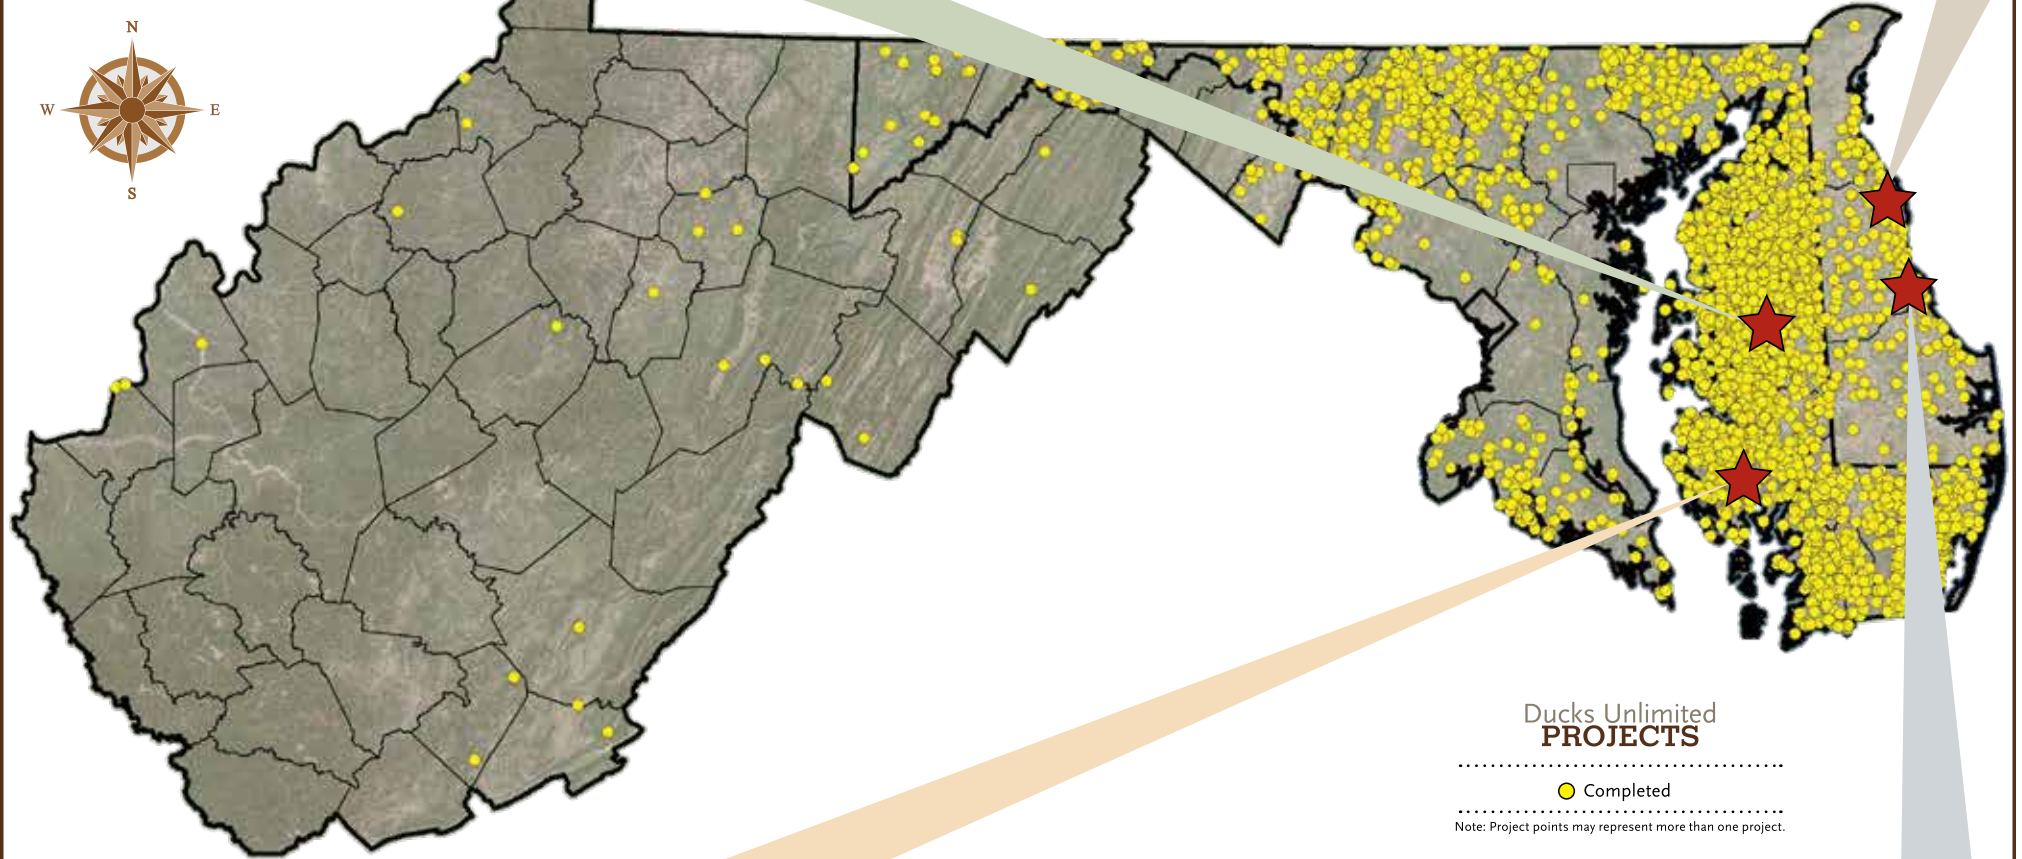 N
W
E
S
Ducks Unlimited
PROJECTS
Completed
Note: Project points may represent more than one project.